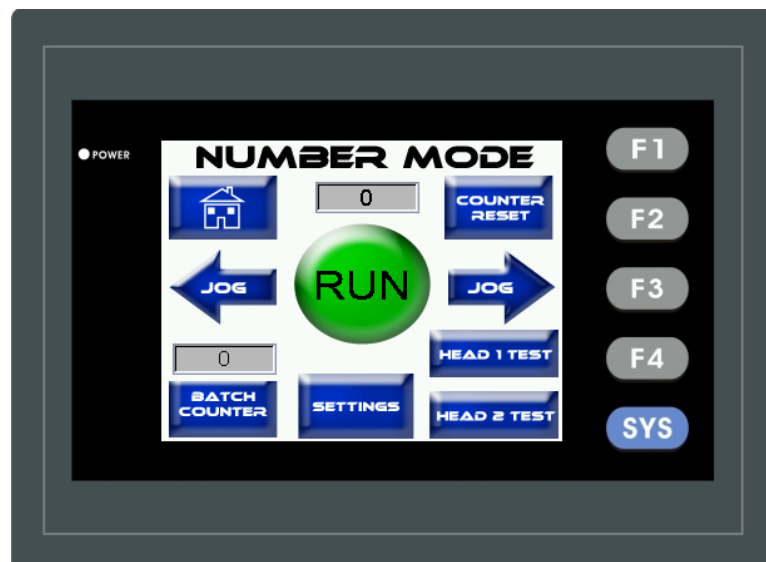 POWER
NUMBER MODE
F1
0
COUNTER
RESET
F2
JOG
RUN
JOG
F3
0
HEAD 1 TEST
F4
BATCH
COUNTER
SETTINGS
HEAD 2 TEST
SYS